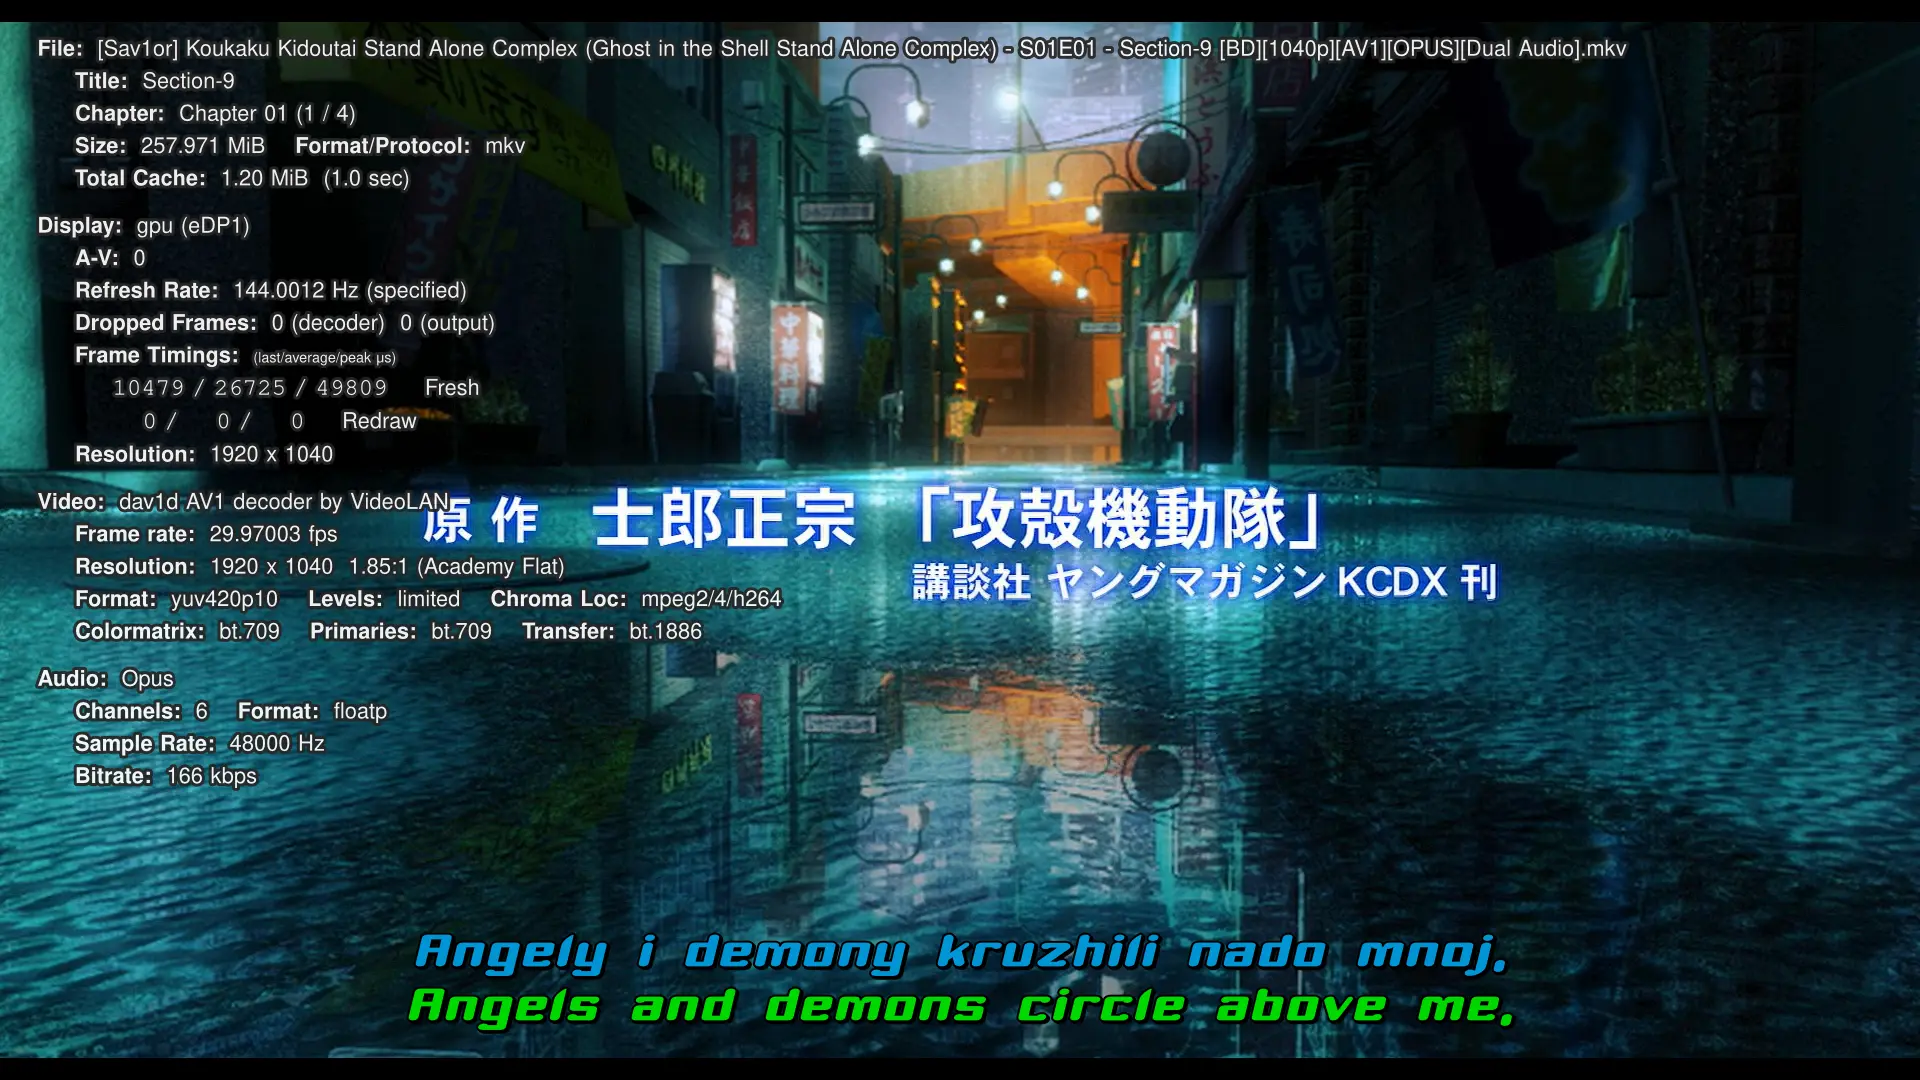 File: [Sav1or] Koukaku Kidoutai Stand Alone Complex (Ghost in the Shell Stand Alone Complex) - S01E01 - Section-9 [BD][1040p][AV1][OPUS][Dual Audio].mkv
Title: Section-9
Chapter: Chapter 01 (1 / 4)
Size: 257.971 MiB Format/Protocol: mkv
Total Cache: 1.20 MiB (1.0 sec)
Display: gpu (eDP1)
A-V: 0
Refresh Rate: 144.0012 Hz (specified)
Dropped Frames: 0 (decoder) 0 (output)
Frame Timings: (last/average/peak µs)
10479 / 26725 / 49809 Fresh
0 / 0 / 0 Redraw
Resolution: 1920 x 1040
Video: dav1d AV1 decoder by VideoLAN
Frame rate: 29.97003 fps
Resolution: 1920 x 1040 1.85:1 (Academy Flat)
Format: yuv420p10 Levels: limited Chroma Loc: mpeg2/4/h264
Colormatrix: bt.709 Primaries: bt.709 Transfer: bt.1886
Audio: Opus
Channels: 6 Format: floatp
Sample Rate: 48000 Hz
Bitrate: 166 kbps
中華料理
中華飯店
原作 士郎正宗 「攻殻機動隊」
講談社 ヤングマガジン KCDX 刊
Angely i demony kruzhili nado mnoj.
Angels and demons circle above me.